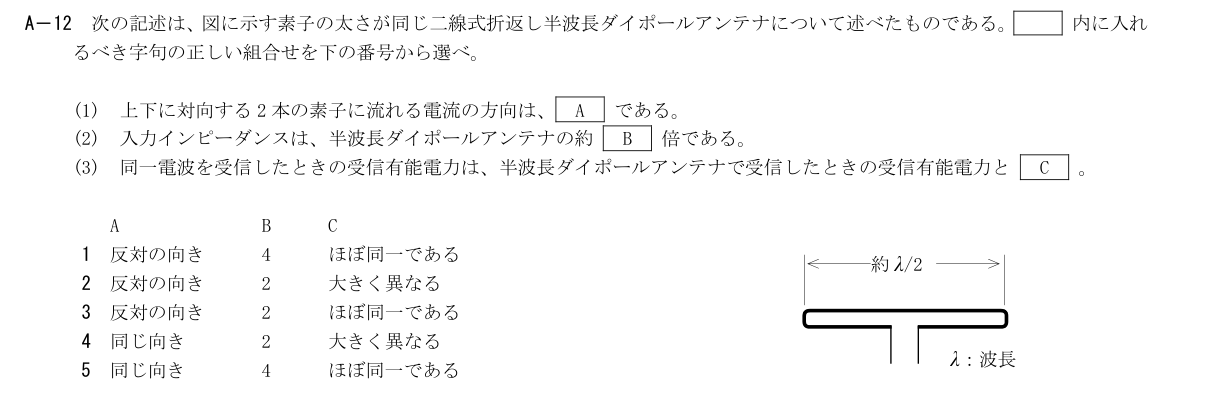 A－12 次の記述は、図に示す素子の太さが同じ二線式折返し半波長ダイポールアンテナについて述べたものである。 内に入れ
るべき字句の正しい組合せを下の番号から選べ。
(1) 上下に対向する2本の素子に流れる電流の方向は、 A である。
(2) 入力インピーダンスは、半波長ダイポールアンテナの約 B 倍である。
(3) 同一電波を受信したときの受信有能電力は、半波長ダイポールアンテナで受信したときの受信有能電力と C 。
A B C
1 反対の向き 4 ほぼ同一である
2 反対の向き 2 大きく異なる
3 反対の向き 2 ほぼ同一である
4 同じ向き 2 大きく異なる
5 同じ向き 4 ほぼ同一である
約λ/2
λ：波長